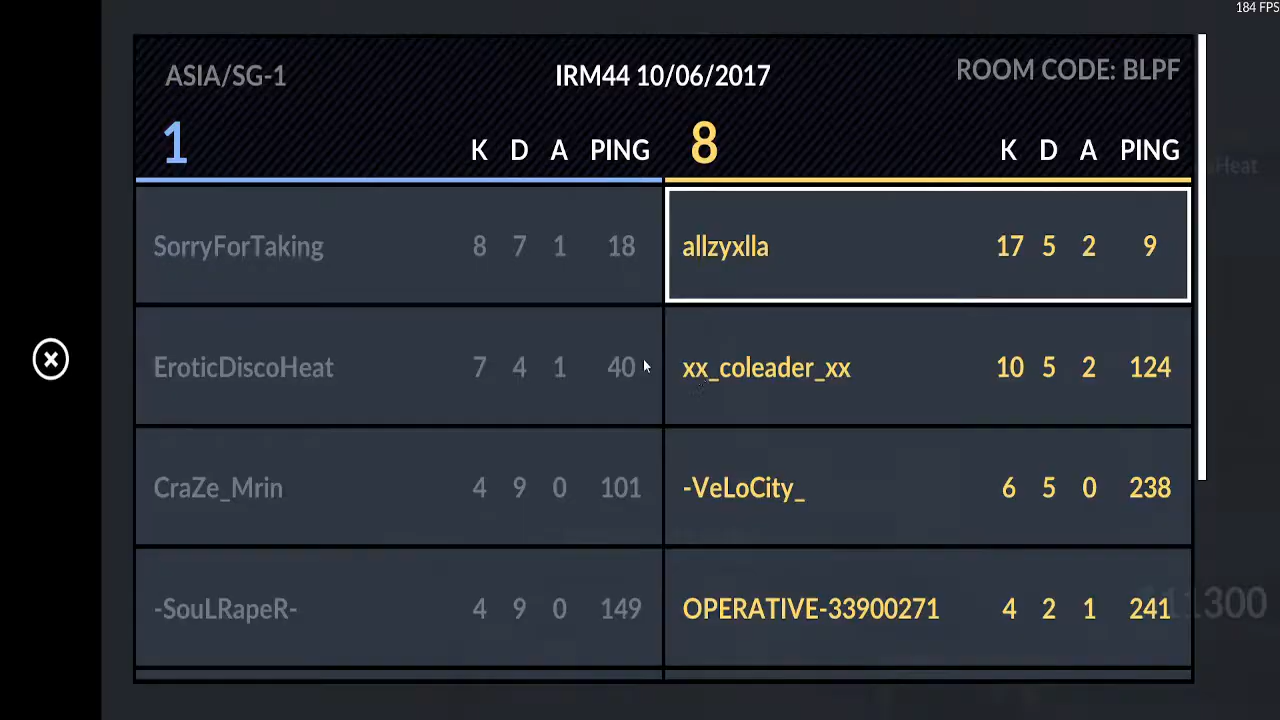 184 FPS
ASIA/SG-1 IRM44 10/06/2017 ROOM CODE: BLPF
1 K D A PING 8 K D A PING
SorryForTaking 8 7 1 18 allzyxlla 17 5 2 9
EroticDiscoHeat 7 4 1 40 xx_coleader_xx 10 5 2 124
CraZe_Mrin 4 9 0 101 -VeLoCity_ 6 5 0 238
-SouLRapeR- 4 9 0 149 OPERATIVE-33900271 4 2 1 241
Heat
1300